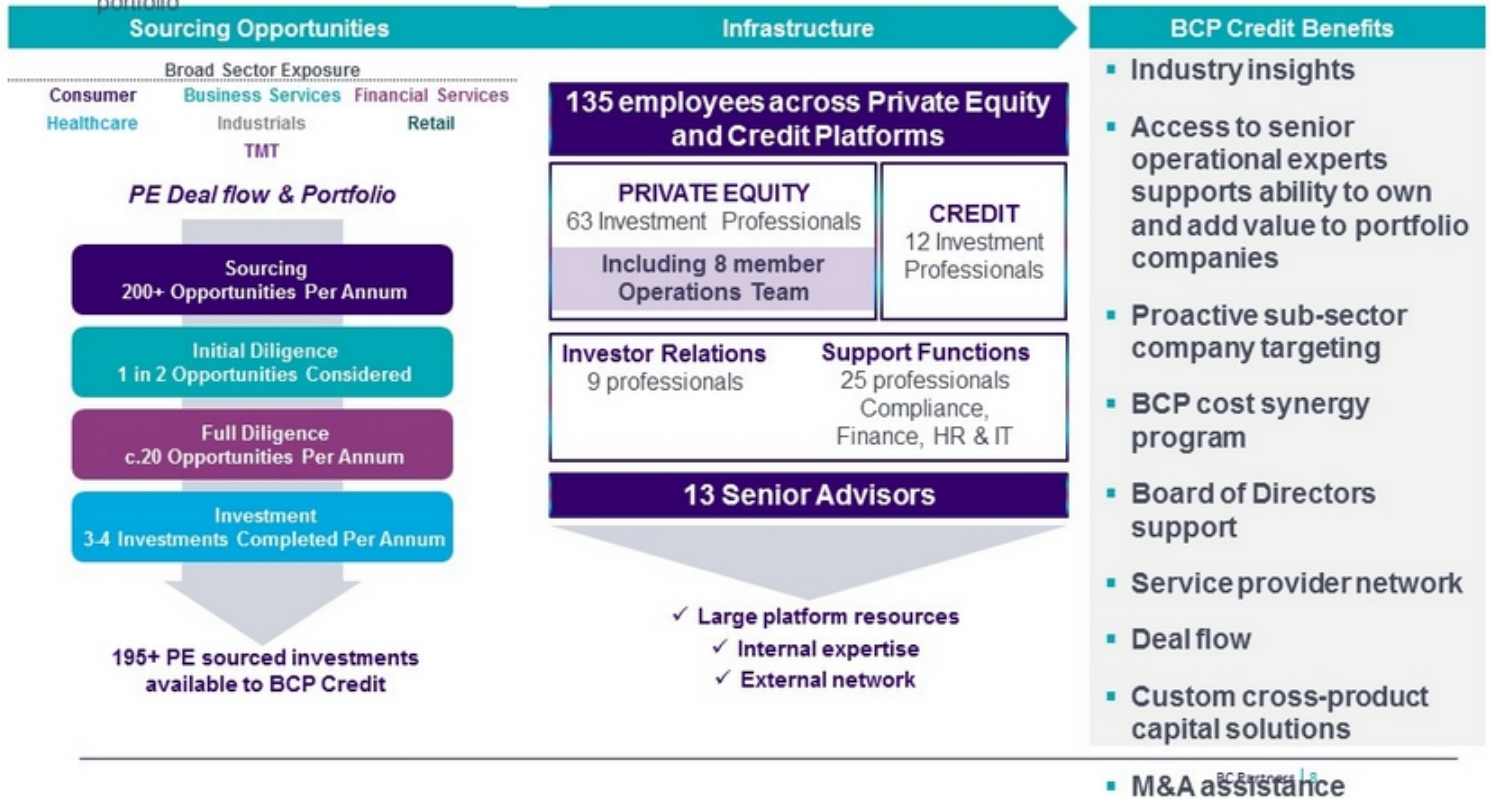 portfolio
Sourcing Opportunities
Broad Sector Exposure
Consumer Business Services Financial Services
Healthcare Industrials Retail
TMT
PE Deal flow & Portfolio
Sourcing
200+ Opportunities Per Annum
Initial Diligence
1 in 2 Opportunities Considered
Full Diligence
c.20 Opportunities Per Annum
Investment
3-4 Investments Completed Per Annum
195+ PE sourced investments
available to BCP Credit
Infrastructure
135 employees across Private Equity
and Credit Platforms
PRIVATE EQUITY
63 Investment Professionals
Including 8 member
Operations Team
CREDIT
12 Investment
Professionals
Investor Relations
9 professionals
Support Functions
25 professionals
Compliance,
Finance, HR & IT
13 Senior Advisors
✓ Large platform resources
✓ Internal expertise
✓ External network
BCP Credit Benefits
▪ Industry insights
▪ Access to senior
operational experts
supports ability to own
and add value to portfolio
companies
▪ Proactive sub-sector
company targeting
▪ BCP cost synergy
program
▪ Board of Directors
support
▪ Service provider network
▪ Deal flow
▪ Custom cross-product
capital solutions
▪ M&A assistance
BC Partners | 8